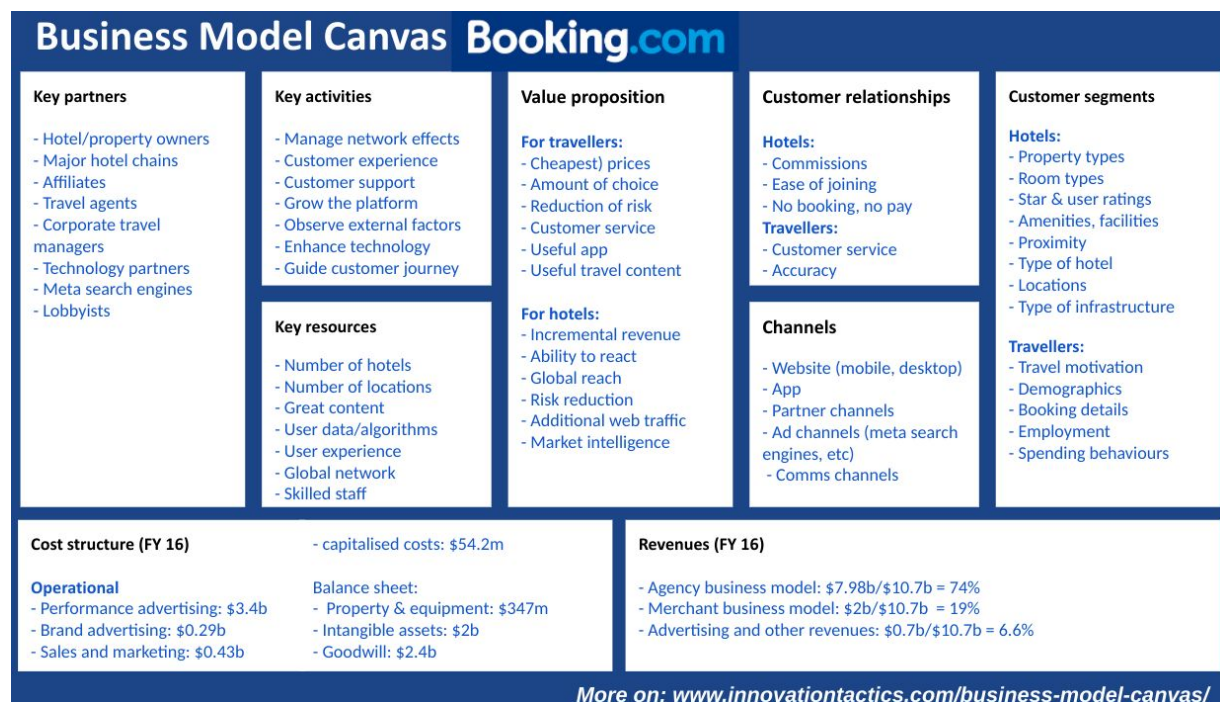 Business Model Canvas Booking.com
Key partners
- Hotel/property owners
- Major hotel chains
- Affiliates
- Travel agents
- Corporate travel
managers
- Technology partners
- Meta search engines
- Lobbyists
Key activities
- Manage network effects
- Customer experience
- Customer support
- Grow the platform
- Observe external factors
- Enhance technology
- Guide customer journey
Key resources
- Number of hotels
- Number of locations
- Great content
- User data/algorithms
- User experience
- Global network
- Skilled staff
Value proposition
For travellers:
- Cheapest) prices
- Amount of choice
- Reduction of risk
- Customer service
- Useful app
- Useful travel content
For hotels:
- Incremental revenue
- Ability to react
- Global reach
- Risk reduction
- Additional web traffic
- Market intelligence
Customer relationships
Hotels:
- Commissions
- Ease of joining
- No booking, no pay
Travellers:
- Customer service
- Accuracy
Channels
- Website (mobile, desktop)
- App
- Partner channels
- Ad channels (meta search
engines, etc)
- Comms channels
Customer segments
Hotels:
- Property types
- Room types
- Star & user ratings
- Amenities, facilities
- Proximity
- Type of hotel
- Locations
- Type of infrastructure
Travellers:
- Travel motivation
- Demographics
- Booking details
- Employment
- Spending behaviours
Cost structure (FY 16)
Operational
- Performance advertising: $3.4b
- Brand advertising: $0.29b
- Sales and marketing: $0.43b
- capitalised costs: $54.2m
Balance sheet:
- Property & equipment: $347m
- Intangible assets: $2b
- Goodwill: $2.4b
Revenues (FY 16)
- Agency business model: $7.98b/$10.7b = 74%
- Merchant business model: $2b/$10.7b = 19%
- Advertising and other revenues: $0.7b/$10.7b = 6.6%
More on: www.innovationtactics.com/business-model-canvas/